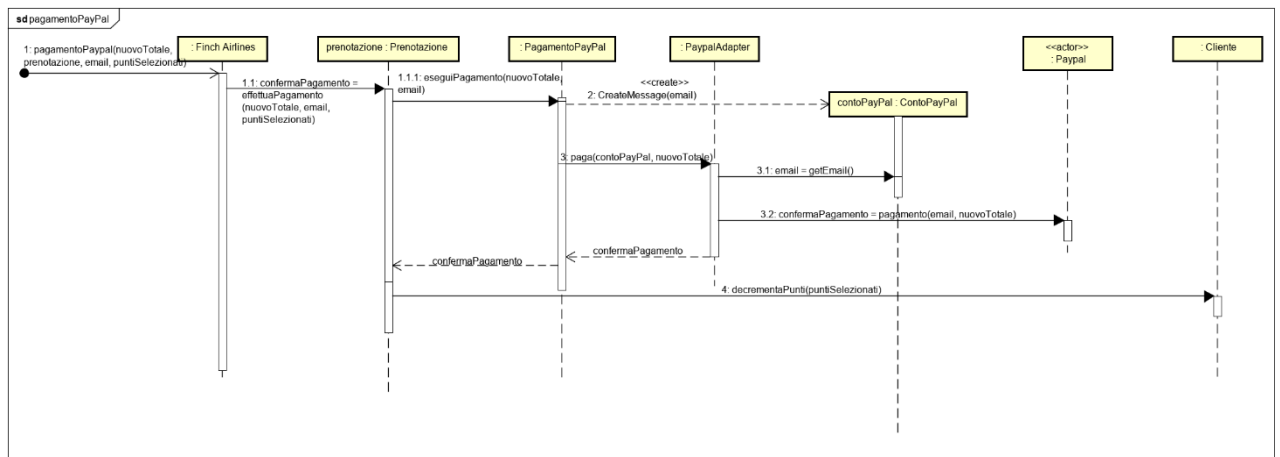 sd pagamentoPayPal
1: pagamentoPaypal(nuovoTotale,
prenotazione, email, puntiSelezionati)
: Finch Airlines
prenotazione : Prenotazione
: PagamentoPayPal
: PaypalAdapter
<<actor>>
: Paypal
: Cliente
1.1: confermaPagamento =
effettuaPagamento
(nuovoTotale, email,
puntiSelezionati)
1.1.1: eseguiPagamento(nuovoTotale,
email)
<<create>>
2: CreateMessage(email)
contoPayPal : ContoPayPal
3: paga(contoPayPal, nuovoTotale)
3.1: email = getEmail()
3.2: confermaPagamento = pagamento(email, nuovoTotale)
confermaPagamento
confermaPagamento
4: decrementaPunti(puntiSelezionati)